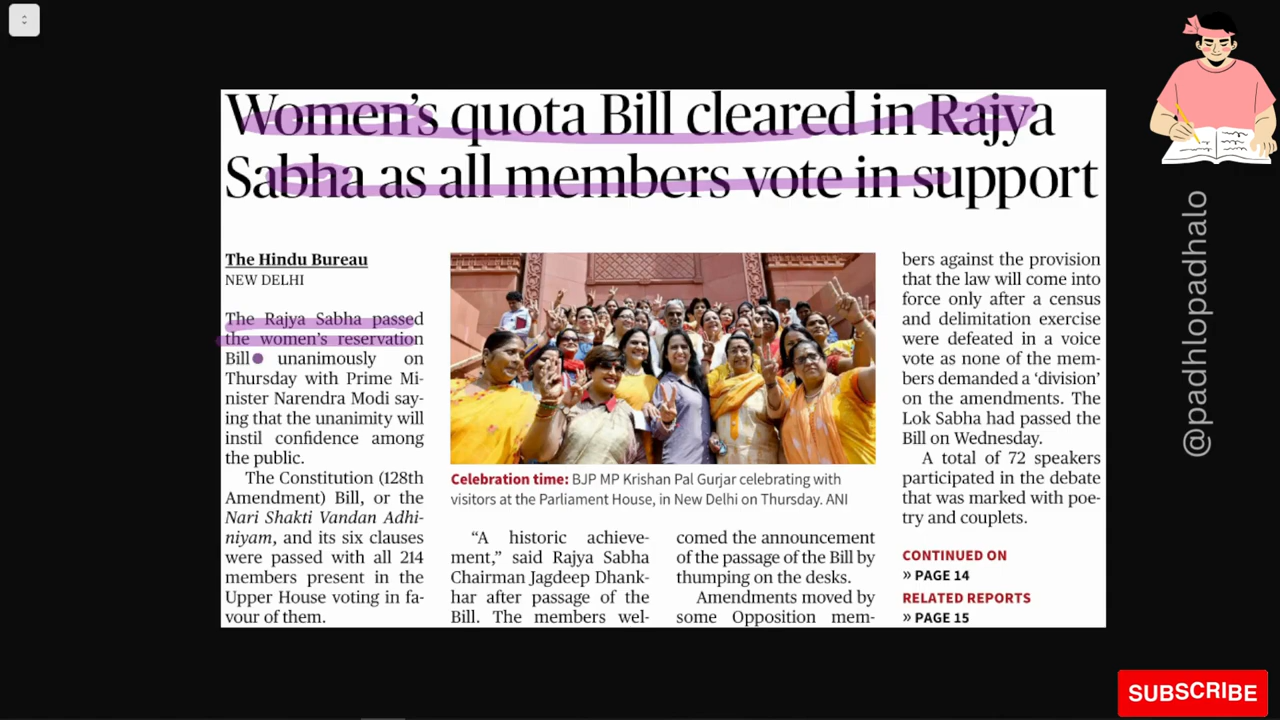 Women's quota Bill cleared in Rajya
Sabha as all members vote in support
The Hindu Bureau
NEW DELHI
The Rajya Sabha passed
the women's reservation
Bill unanimously on
Thursday with Prime Mi-
nister Narendra Modi say-
ing that the unanimity will
instil confidence among
the public.
The Constitution (128th
Amendment) Bill, or the
Nari Shakti Vandan Adhi-
niyam, and its six clauses
were passed with all 214
members present in the
Upper House voting in fa-
vour of them.
Celebration time: BJP MP Krishan Pal Gurjar celebrating with
visitors at the Parliament House, in New Delhi on Thursday. ANI
“A historic achieve-
ment,” said Rajya Sabha
Chairman Jagdeep Dhank-
har after passage of the
Bill. The members wel-
comed the announcement
of the passage of the Bill by
thumping on the desks.
Amendments moved by
some Opposition mem-
bers against the provision
that the law will come into
force only after a census
and delimitation exercise
were defeated in a voice
vote as none of the mem-
bers demanded a ‘division’
on the amendments. The
Lok Sabha had passed the
Bill on Wednesday.
A total of 72 speakers
participated in the debate
that was marked with poe-
try and couplets.
CONTINUED ON
» PAGE 14
RELATED REPORTS
» PAGE 15
@padhlopadhalo
SUBSCRIBE